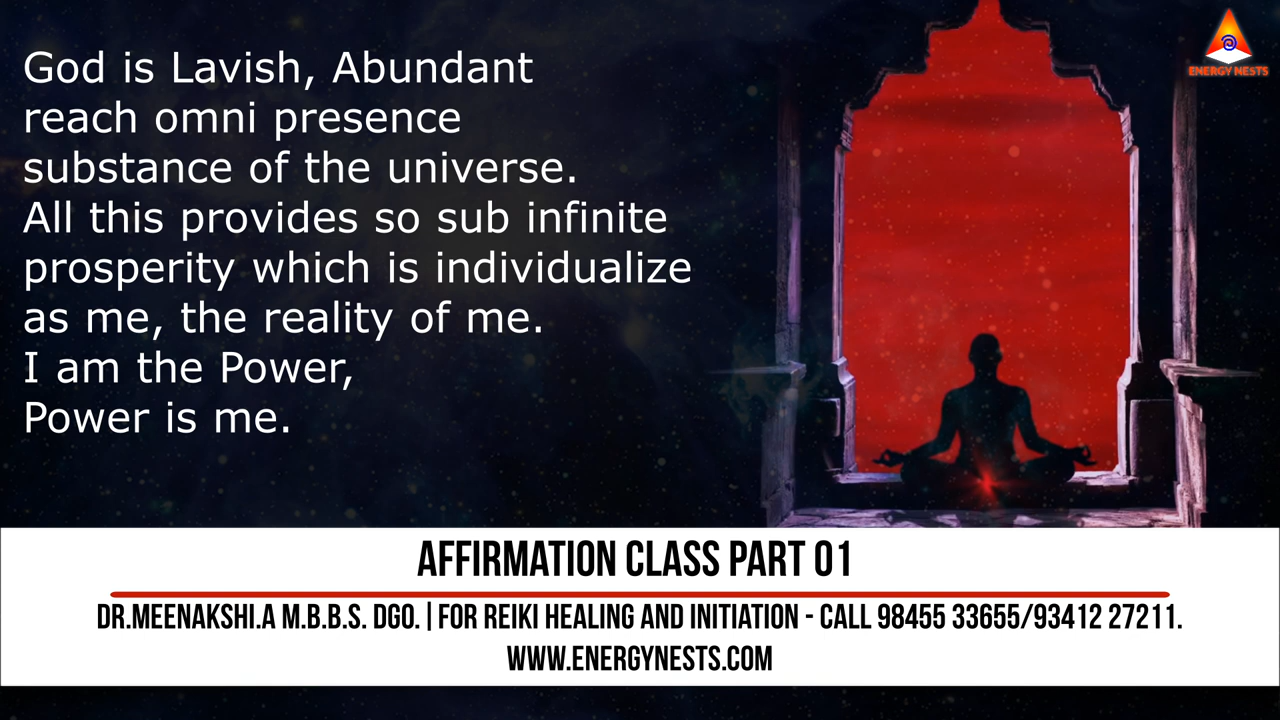 God is Lavish, Abundant
reach omni presence
substance of the universe.
All this provides so sub infinite
prosperity which is individualize
as me, the reality of me.
I am the Power,
Power is me.
ENERGY NESTS
AFFIRMATION CLASS PART 01
DR.MEENAKSHI.A M.B.B.S. DGO. | FOR REIKI HEALING AND INITIATION - CALL 98455 33655/93412 27211.
WWW.ENERGYNESTS.COM